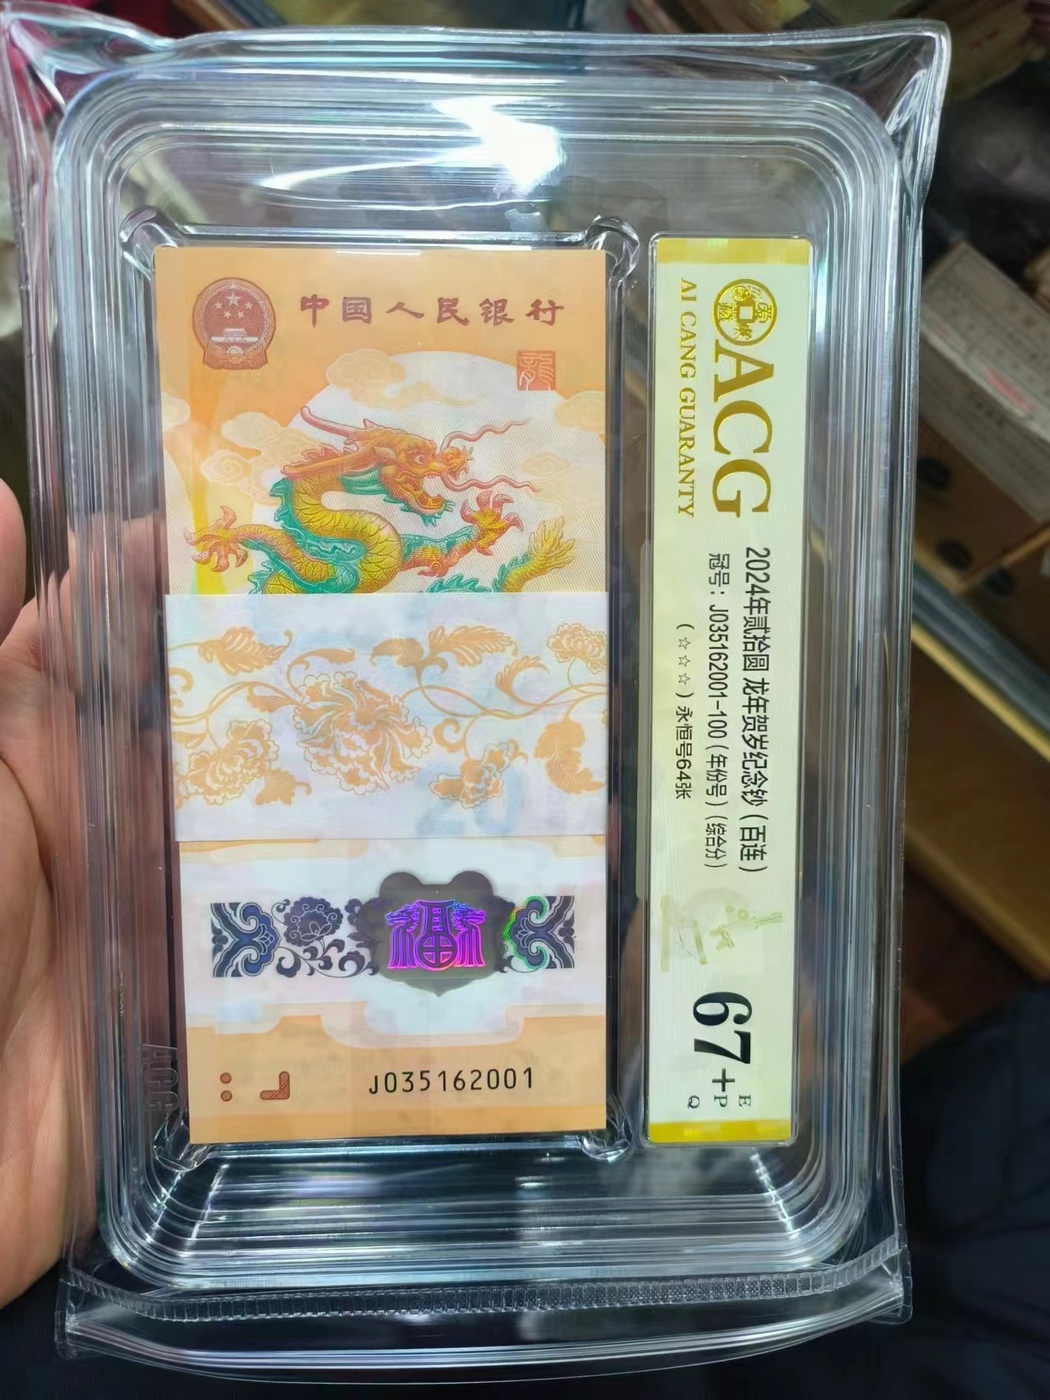 中国人民银行
龍
福
J035162001
ACG
AI CANG GUARANTY
2024年贰拾圆 龙年贺岁纪念钞（百连）
冠号：J035162001-100（年份号）（综合分）
（☆☆☆）永恒号64张
67+
E
P
Q
ACG